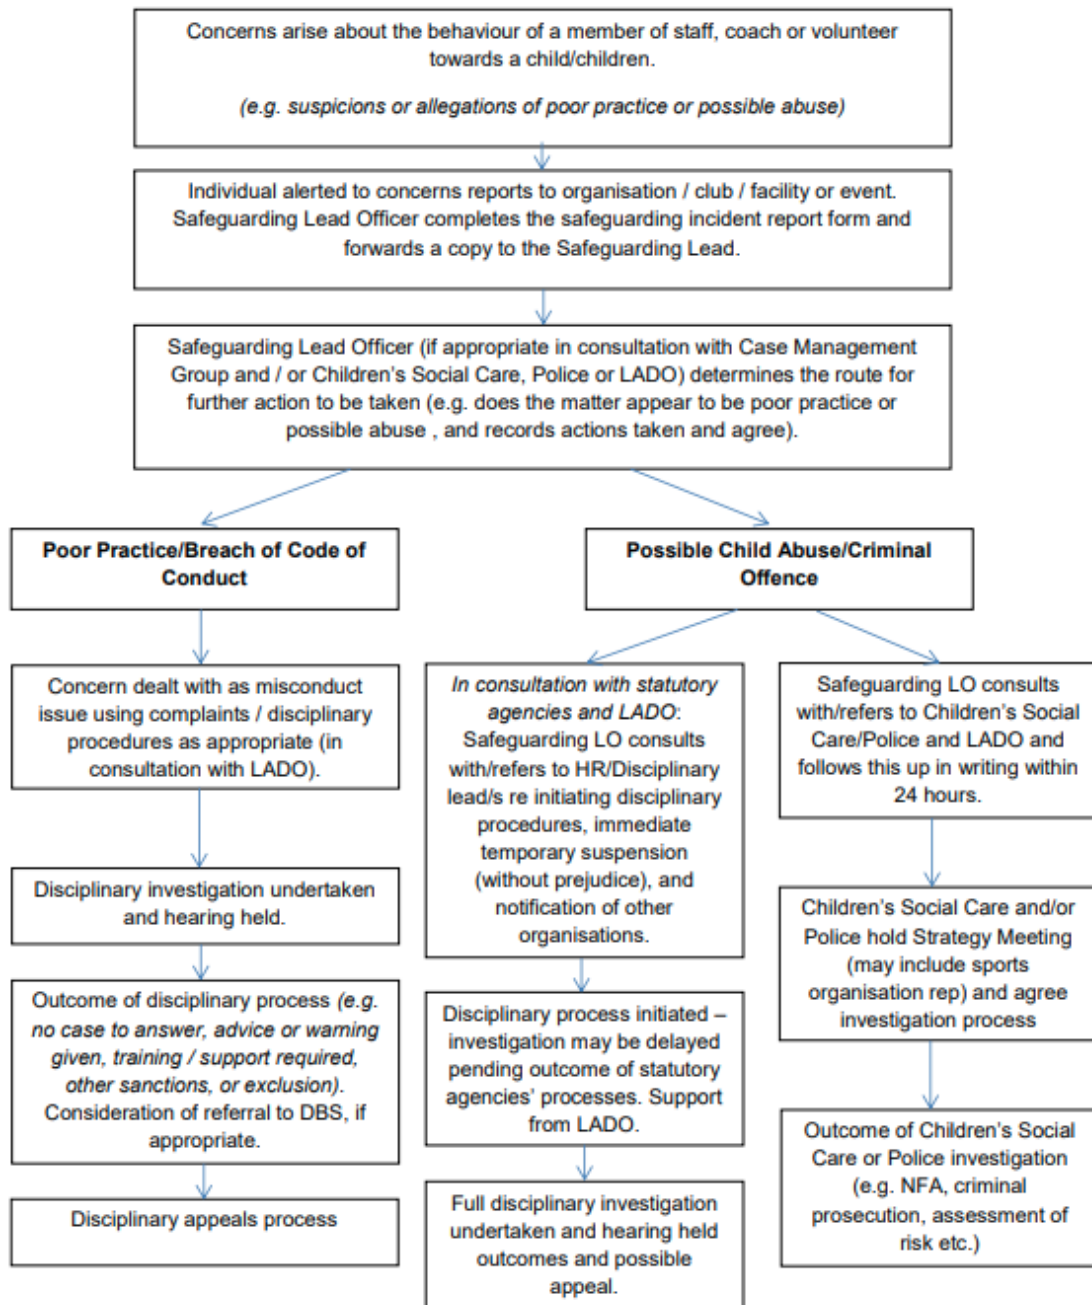 Concerns arise about the behaviour of a member of staff, coach or volunteer
towards a child/children.
(e.g. suspicions or allegations of poor practice or possible abuse)
Individual alerted to concerns reports to organisation / club / facility or event.
Safeguarding Lead Officer completes the safeguarding incident report form and
forwards a copy to the Safeguarding Lead.
Safeguarding Lead Officer (if appropriate in consultation with Case Management
Group and / or Children's Social Care, Police or LADO) determines the route for
further action to be taken (e.g. does the matter appear to be poor practice or
possible abuse , and records actions taken and agree).
Poor Practice/Breach of Code of
Conduct
Concern dealt with as misconduct
issue using complaints / disciplinary
procedures as appropriate (in
consultation with LADO).
Disciplinary investigation undertaken
and hearing held.
Outcome of disciplinary process (e.g.
no case to answer, advice or warning
given, training / support required,
other sanctions, or exclusion).
Consideration of referral to DBS, if
appropriate.
Disciplinary appeals process
Possible Child Abuse/Criminal
Offence
In consultation with statutory
agencies and LADO:
Safeguarding LO consults
with/refers to HR/Disciplinary
lead/s re initiating disciplinary
procedures, immediate
temporary suspension
(without prejudice), and
notification of other
organisations.
Disciplinary process initiated –
investigation may be delayed
pending outcome of statutory
agencies' processes. Support
from LADO.
Full disciplinary investigation
undertaken and hearing held
outcomes and possible
appeal.
Safeguarding LO consults
with/refers to Children's Social
Care/Police and LADO and
follows this up in writing within
24 hours.
Children's Social Care and/or
Police hold Strategy Meeting
(may include sports
organisation rep) and agree
investigation process
Outcome of Children's Social
Care or Police investigation
(e.g. NFA, criminal
prosecution, assessment of
risk etc.)